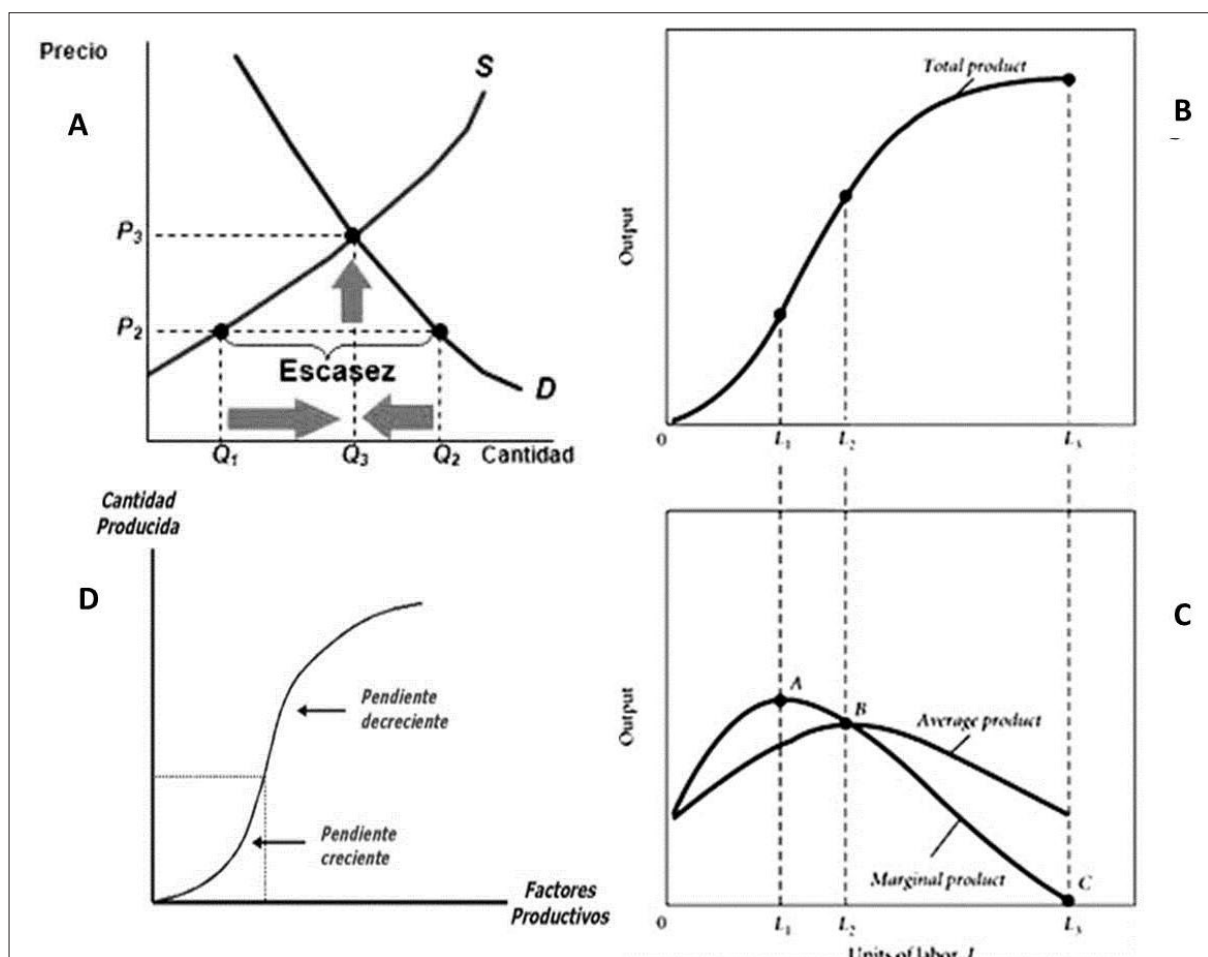 Precio
A
S
P3
P2
Escasez
D
Q1
Q3
Q2
Cantidad
B
Total product
Output
0
L1
L2
L3
Cantidad
Producida
D
Pendiente
decreciente
Pendiente
creciente
Factores
Productivos
C
A
B
Average product
Output
Marginal product
C
0
L1
L2
L3
Units of labor,